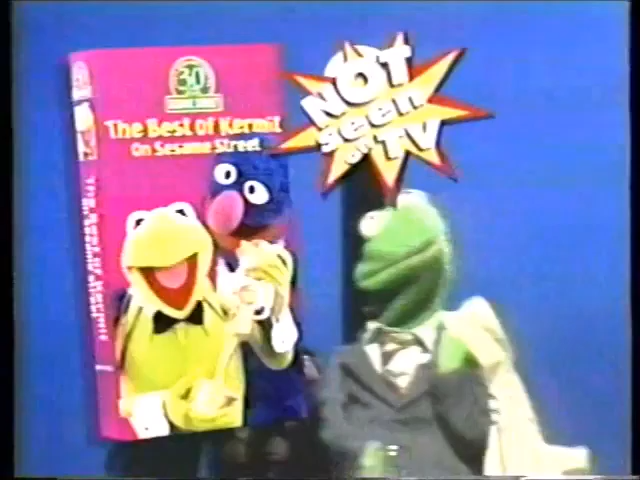 30
The Best of Kermit
On Sesame Street
NOT
seen
on
TV